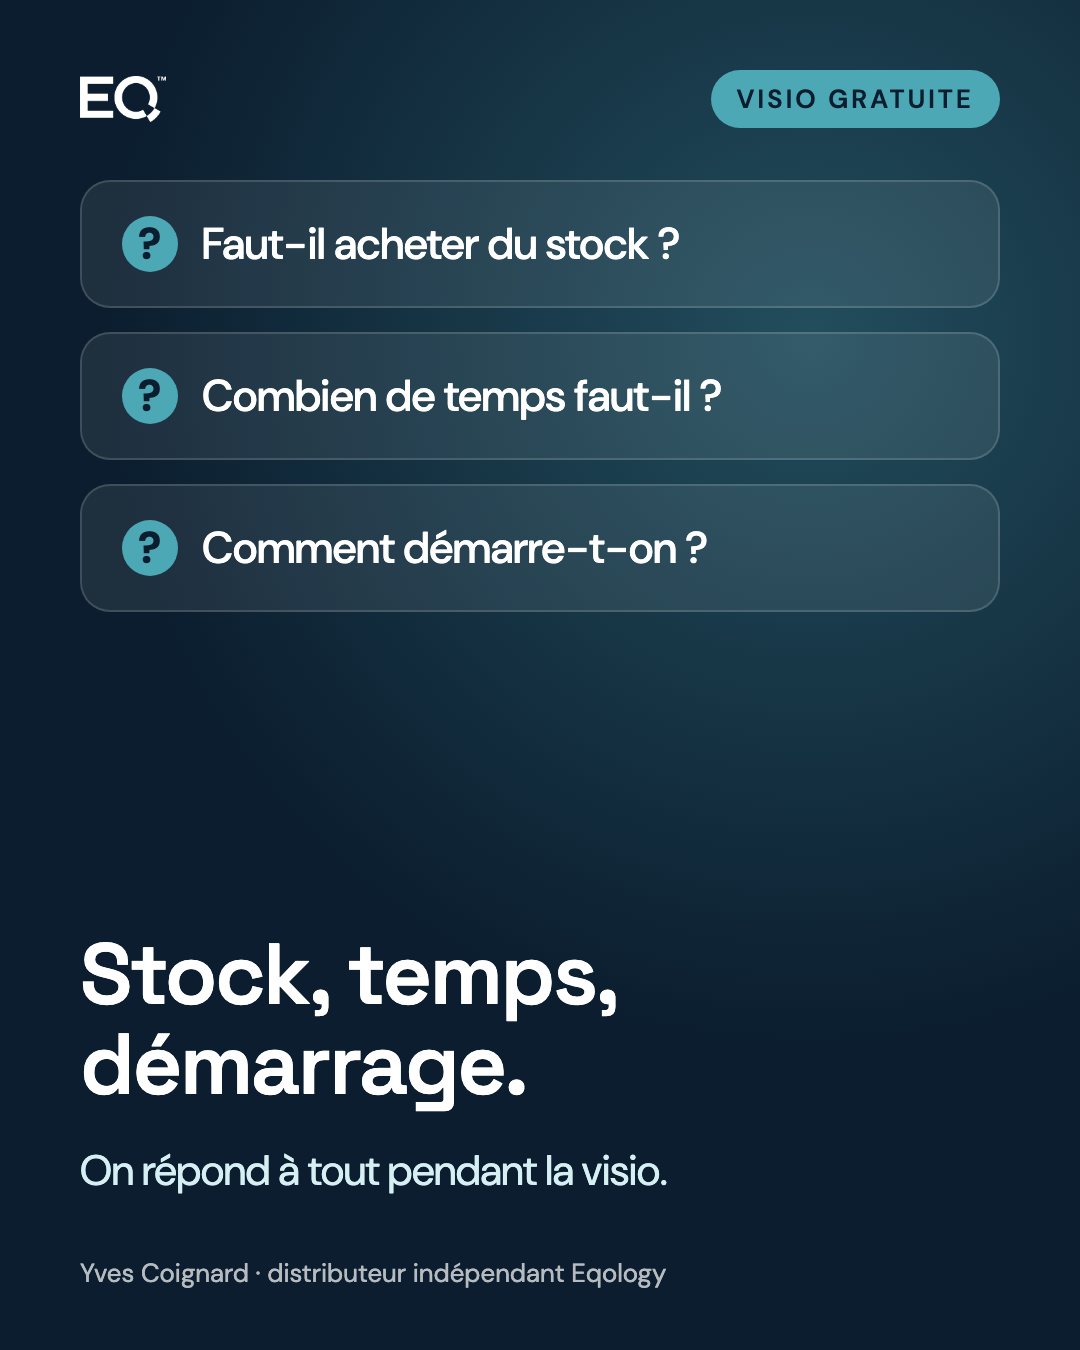 EQ™
VISIO GRATUITE
? Faut-il acheter du stock ?
? Combien de temps faut-il ?
? Comment démarre-t-on ?
Stock, temps,
démarrage.
On répond à tout pendant la visio.
Yves Coignard · distributeur indépendant Eqology